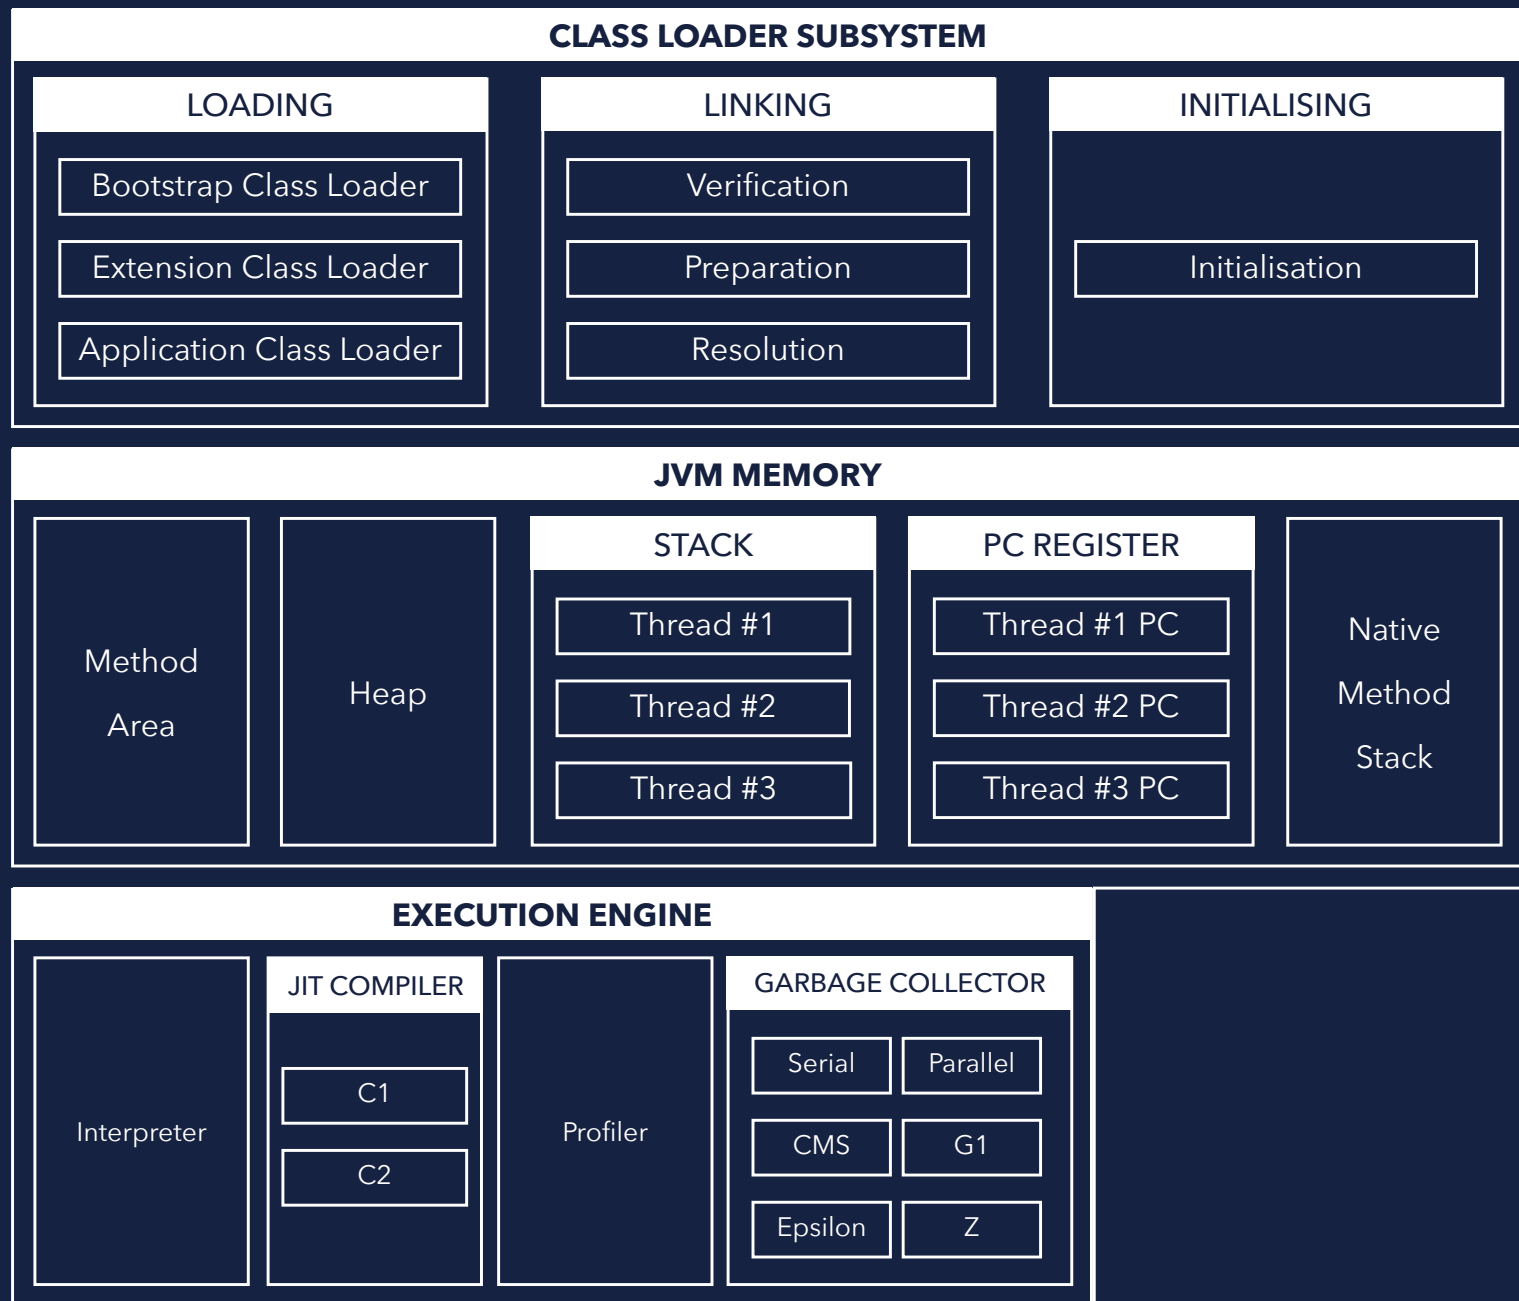 CLASS LOADER SUBSYSTEM
LOADING
Bootstrap Class Loader
Extension Class Loader
Application Class Loader
LINKING
Verification
Preparation
Resolution
INITIALISING
Initialisation
JVM MEMORY
Method
Area
Heap
STACK
Thread #1
Thread #2
Thread #3
PC REGISTER
Thread #1 PC
Thread #2 PC
Thread #3 PC
Native
Method
Stack
EXECUTION ENGINE
Interpreter
JIT COMPILER
C1
C2
Profiler
GARBAGE COLLECTOR
Serial
Parallel
CMS
G1
Epsilon
Z